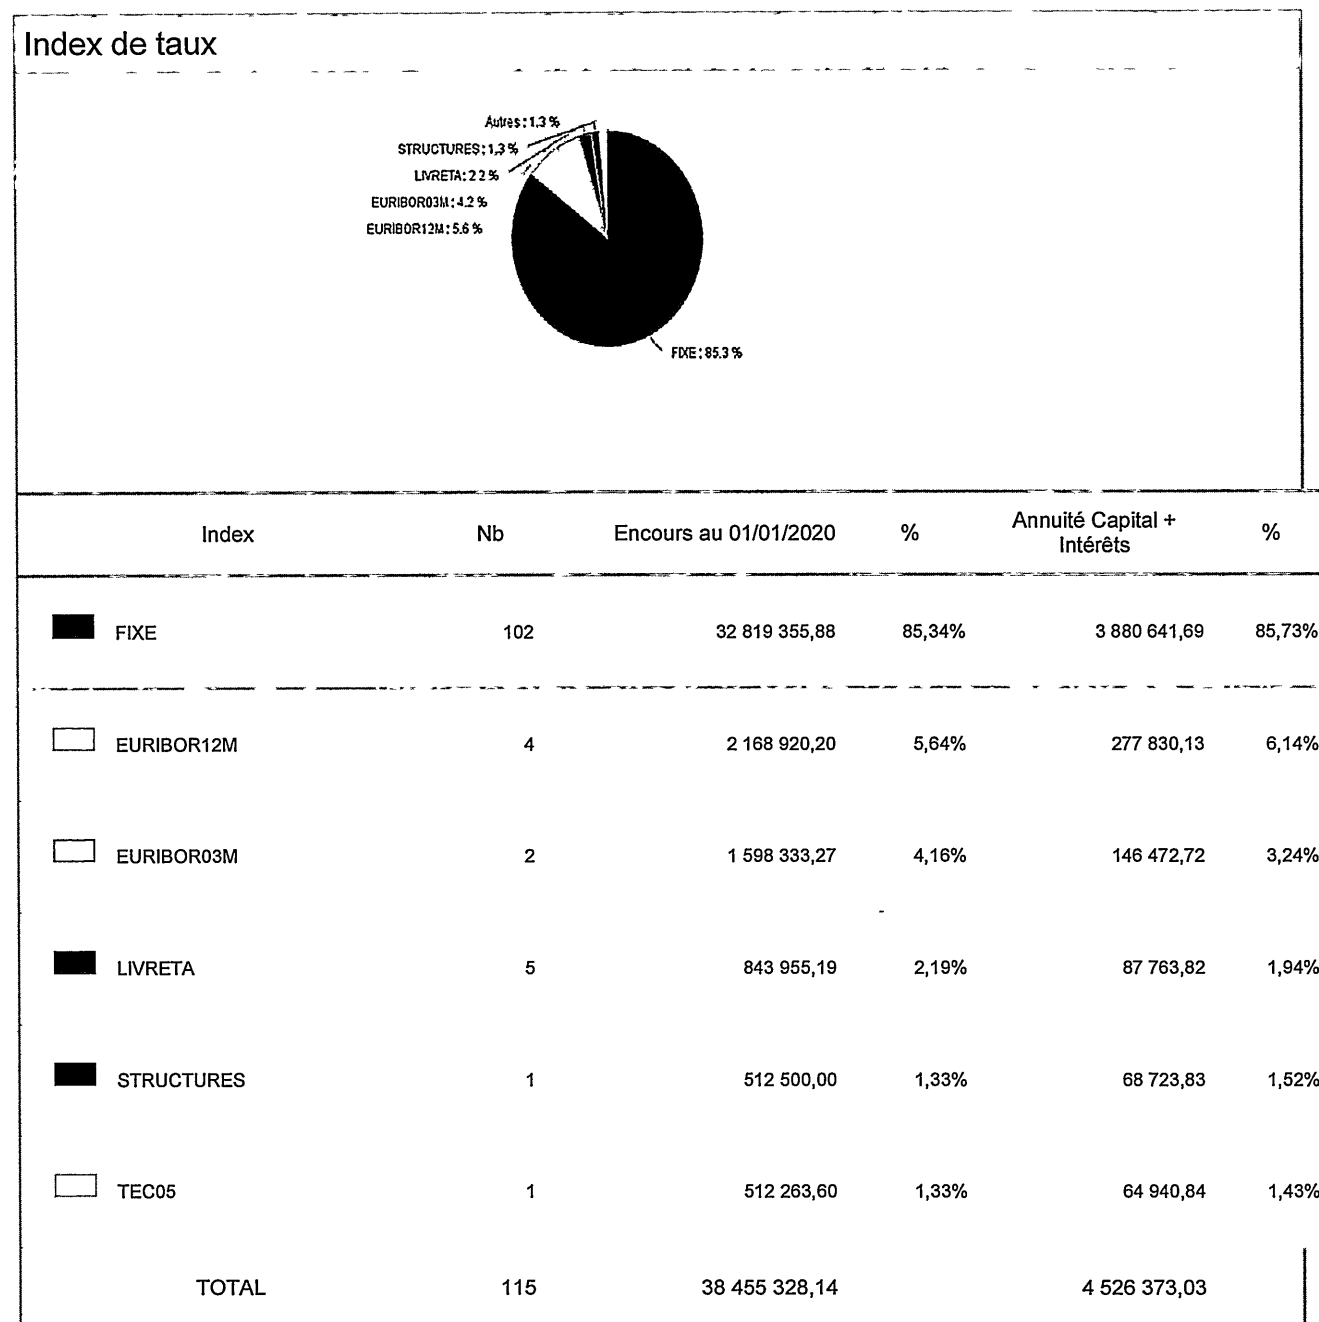 Index de taux
Autres : 1.3 %
STRUCTURES : 1,3 %
LIVRETA : 2 2 %
EURIBOR03M : 4.2 %
EURIBOR12M : 5.6 %
FIXE : 85.3 %
Index Nb Encours au 01/01/2020 % Annuité Capital + Intérêts %
FIXE 102 32 819 355,88 85,34% 3 880 641,69 85,73%
EURIBOR12M 4 2 168 920,20 5,64% 277 830,13 6,14%
EURIBOR03M 2 1 598 333,27 4,16% 146 472,72 3,24%
LIVRETA 5 843 955,19 2,19% 87 763,82 1,94%
STRUCTURES 1 512 500,00 1,33% 68 723,83 1,52%
TEC05 1 512 263,60 1,33% 64 940,84 1,43%
TOTAL 115 38 455 328,14 4 526 373,03